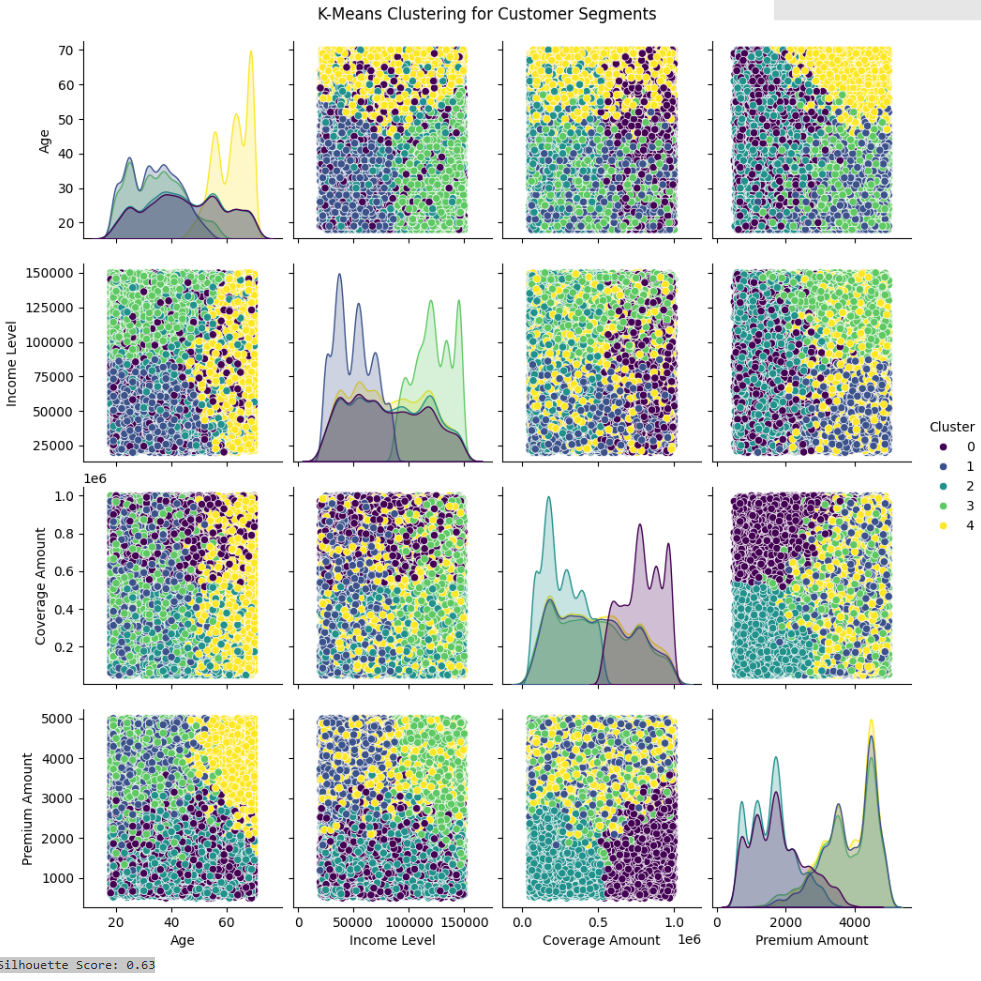 K-Means Clustering for Customer Segments
70
60
50
40
30
20
Age
20
40
60
150000
125000
100000
75000
50000
25000
Income Level
1e6
1.0
0.8
0.6
0.4
0.2
Coverage Amount
5000
4000
3000
2000
1000
Premium Amount
20 40 60
Age
0 50000 100000 150000
Income Level
0.0 0.5 1.0
1e6
Coverage Amount
0 2000 4000
Premium Amount
Cluster
0
1
2
3
4
Silhouette Score: 0.63